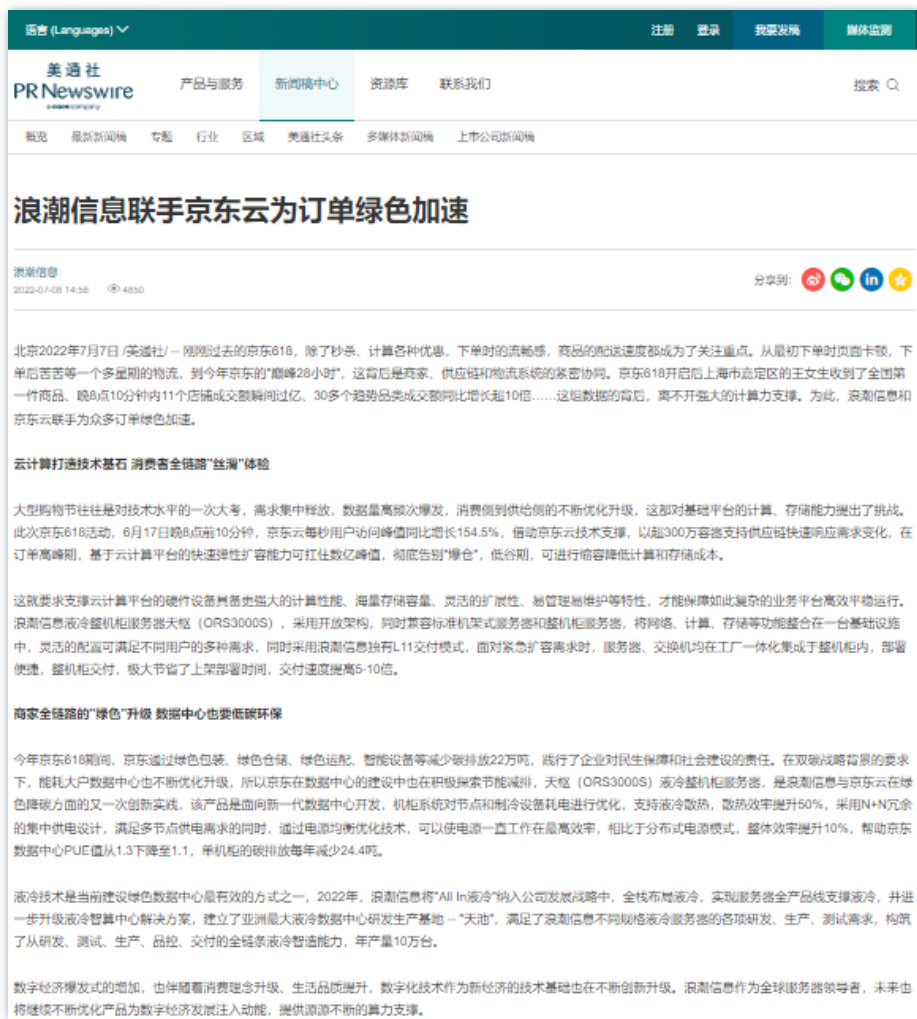 语言 (Languages)
注册
登录
我要发稿
媒体监测
美通社
PR Newswire
a cision company
产品与服务
新闻稿中心
资源库
联系我们
搜索
概览
最新新闻稿
专题
行业
区域
美通社头条
多媒体新闻稿
上市公司新闻稿
浪潮信息联手京东云为订单绿色加速
浪潮信息
2022-07-08 14:58
4850
分享到:
in
北京2022年7月7日 /美通社/ -- 刚刚过去的京东618，除了秒杀、计算各种优惠，下单时的流畅感，商品的配送速度都成为了关注重点。从最初下单时页面卡顿，下
单后苦苦等一个多星期的物流，到今年京东的"巅峰28小时"，这背后是商家、供应链和物流系统的紧密协同。京东618开启后上海市嘉定区的王女生收到了全国第
一件商品、晚8点10分钟内11个店铺成交额瞬间过亿、30多个趋势品类成交额同比增长超10倍……这组数据的背后，离不开强大的计算力支撑。为此，浪潮信息和
京东云联手为众多订单绿色加速。
云计算打造技术基石 消费者全链路"丝滑"体验
大型购物节往往是对技术水平的一次大考，需求集中释放，数据量高频次爆发，消费侧到供给侧的不断优化升级，这都对基础平台的计算、存储能力提出了挑战。
此次京东618活动，6月17日晚8点前10分钟，京东云每秒用户访问峰值同比增长154.5%，借助京东云技术支撑，以超300万容器支持供应链快速响应需求变化，在
订单高峰期，基于云计算平台的快速弹性扩容能力可扛住数亿峰值，彻底告别"爆仓"，低谷期，可进行缩容降低计算和存储成本。
这就要求支撑云计算平台的硬件设备具备更强大的计算性能、海量存储容量、灵活的扩展性、易管理易维护等特性，才能保障如此复杂的业务平台高效平稳运行。
浪潮信息液冷整机柜服务器天枢（ORS3000S），采用开放架构，同时兼容标准机架式服务器和整机柜服务器，将网络、计算、存储等功能整合在一台基础设施
中，灵活的配置可满足不同用户的多种需求，同时采用浪潮信息独有L11交付模式，面对紧急扩容需求时，服务器、交换机均在工厂一体化集成于整机柜内，部署
便捷，整机柜交付，极大节省了上架部署时间，交付速度提高5-10倍。
商家全链路的"绿色"升级 数据中心也要低碳环保
今年京东618期间，京东通过绿色包装、绿色仓储、绿色运配、智能设备等减少碳排放22万吨，践行了企业对民生保障和社会建设的责任。在双碳战略背景的要求
下，能耗大户数据中心也不断优化升级，所以京东在数据中心的建设中也在积极探索节能减排，天枢（ORS3000S）液冷整机柜服务器，是浪潮信息与京东云在绿
色降碳方面的又一次创新实践，该产品是面向新一代数据中心开发，机柜系统对节点和制冷设备耗电进行优化，支持液冷散热，散热效率提升50%，采用N+N冗余
的集中供电设计，满足多节点供电需求的同时，通过电源均衡优化技术，可以使电源一直工作在最高效率，相比于分布式电源模式，整体效率提升10%，帮助京东
数据中心PUE值从1.3下降至1.1，单机柜的碳排放每年减少24.4吨。
液冷技术是当前建设绿色数据中心最有效的方式之一，2022年，浪潮信息将"All In液冷"纳入公司发展战略中，全栈布局液冷，实现服务器全产品线支撑液冷，并进
一步升级液冷智算中心解决方案，建立了亚洲最大液冷数据中心研发生产基地 -- "天池"，满足了浪潮信息不同规格液冷服务器的各项研发、生产、测试需求，构筑
了从研发、测试、生产、品控、交付的全链条液冷智造能力，年产量10万台。
数字经济爆发式的增加，也伴随着消费理念升级、生活品质提升，数字化技术作为新经济的技术基础也在不断创新升级。浪潮信息作为全球服务器领导者，未来也
将继续不断优化产品为数字经济发展注入动能，提供源源不断的算力支撑。